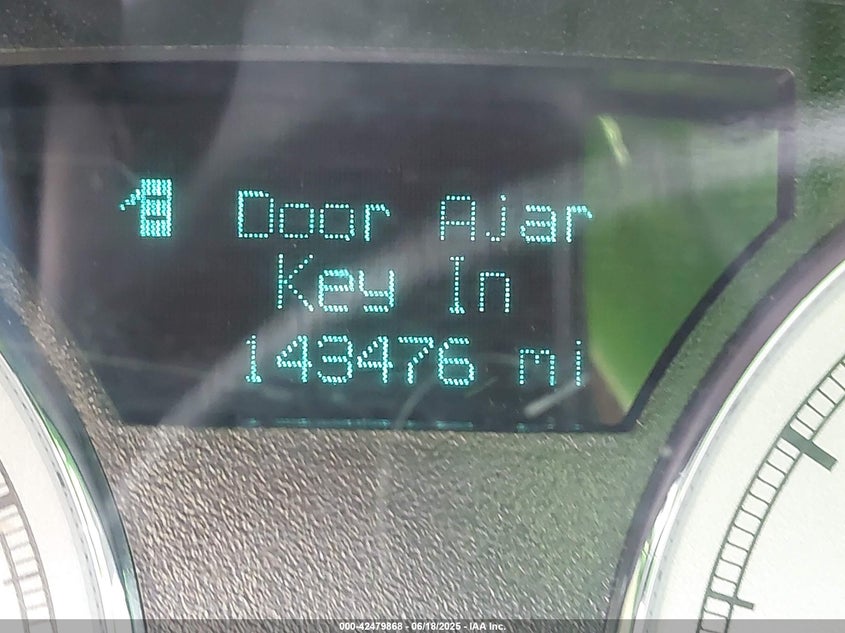 Door Ajar
Key In
143476 mi
000-42479868 - 06/18/2025 - IAA Inc.